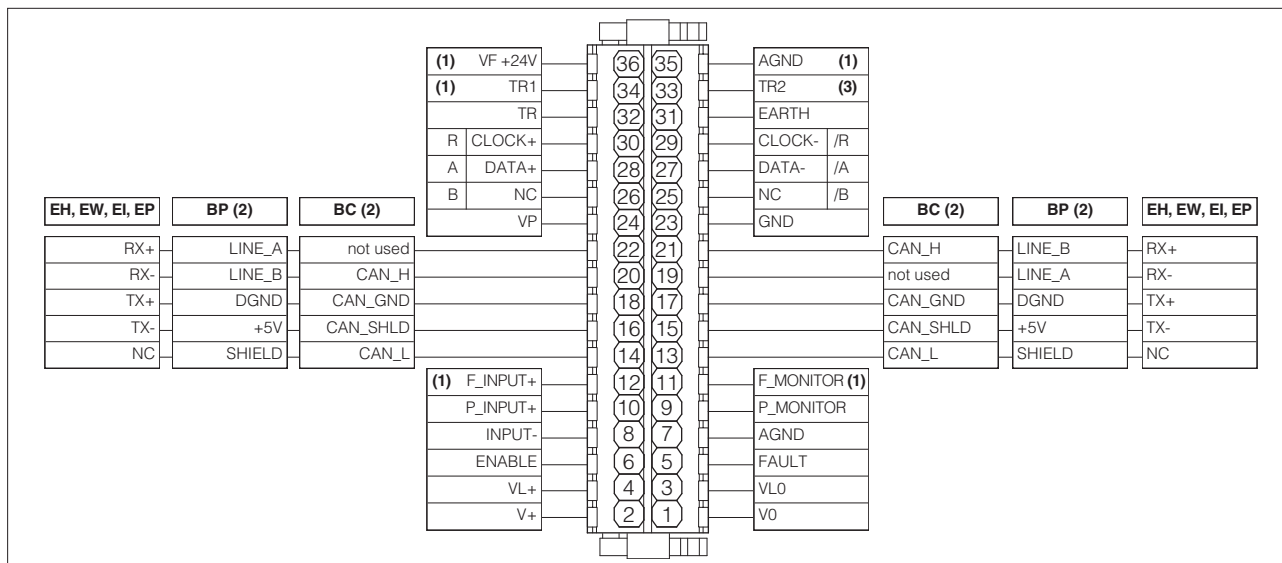 (1) VF +24V 36 35 AGND (1)
(1) TR1 34 33 TR2 (3)
TR 32 31 EARTH
R CLOCK+ 30 29 CLOCK- /R
A DATA+ 28 27 DATA- /A
B NC 26 25 NC /B
EH, EW, EI, EP BP (2) BC (2) VP 24 23 GND BC (2) BP (2) EH, EW, EI, EP
RX+ LINE_A not used 22 21 CAN_H LINE_B RX+
RX- LINE_B CAN_H 20 19 not used LINE_A RX-
TX+ DGND CAN_GND 18 17 CAN_GND DGND TX+
TX- +5V CAN_SHLD 16 15 CAN_SHLD +5V TX-
NC SHIELD CAN_L 14 13 CAN_L SHIELD NC
(1) F_INPUT+ 12 11 F_MONITOR (1)
P_INPUT+ 10 9 P_MONITOR
INPUT- 8 7 AGND
ENABLE 6 5 FAULT
VL+ 4 3 VL0
V+ 2 1 V0